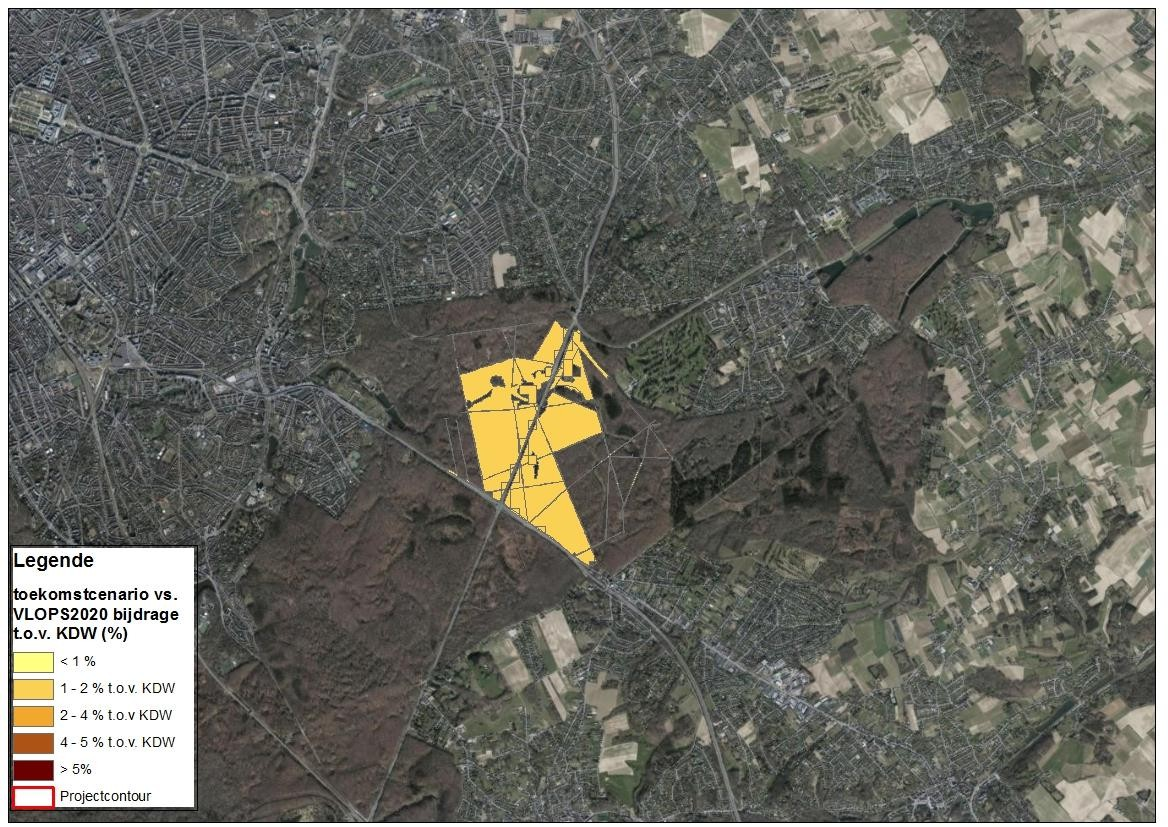 Legende
toekomstcenario vs.
VLOPS2020 bijdrage
t.o.v. KDW (%)
< 1 %
1 - 2 % t.o.v. KDW
2 - 4 % t.o.v KDW
4 - 5 % t.o.v. KDW
> 5%
Projectcontour